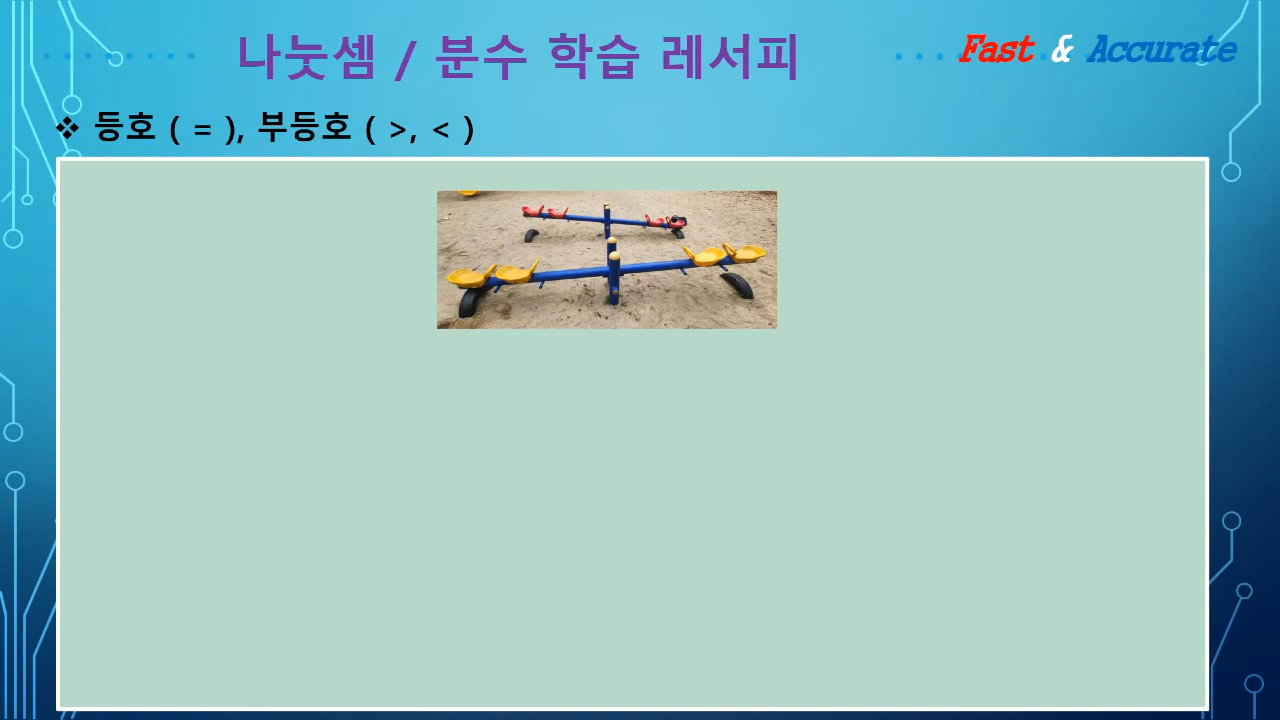 나눗셈 / 분수 학습 레서피
Fast & Accurate
❖ 등호 ( = ), 부등호 ( >, < )